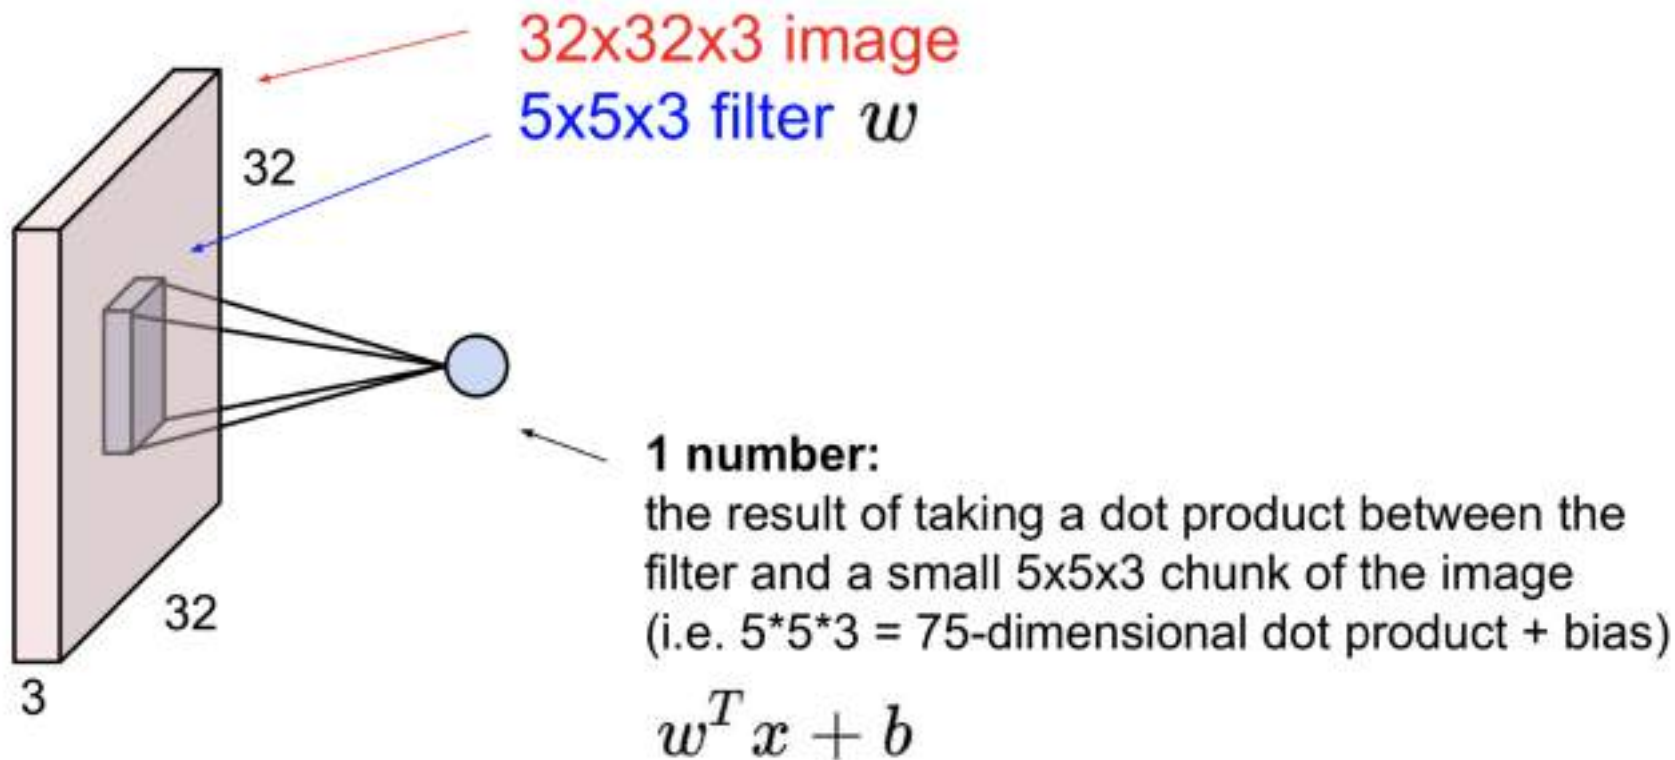 32x32x3 image
5x5x3 filter w
32
32
3
1 number:
the result of taking a dot product between the
filter and a small 5x5x3 chunk of the image
(i.e. 5*5*3 = 75-dimensional dot product + bias)
w^T x + b